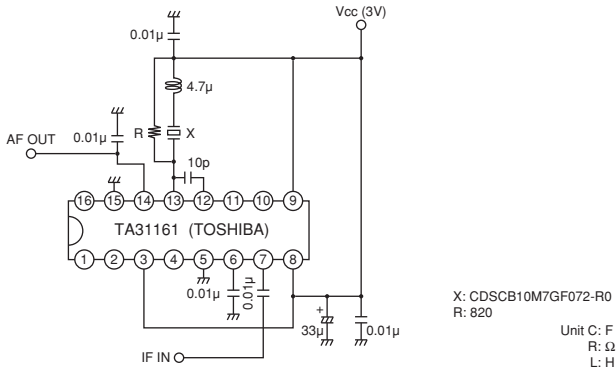 Vcc (3V)
0.01µ
4.7µ
0.01µ
R
X
AF OUT
10p
16 15 14 13 12 11 10 9
TA31161 (TOSHIBA)
1 2 3 4 5 6 7 8
0.01µ
0.01µ
+
33µ
0.01µ
IF IN
X: CDSCB10M7GF072-R0
R: 820
Unit C: F
R: Ω
L: H